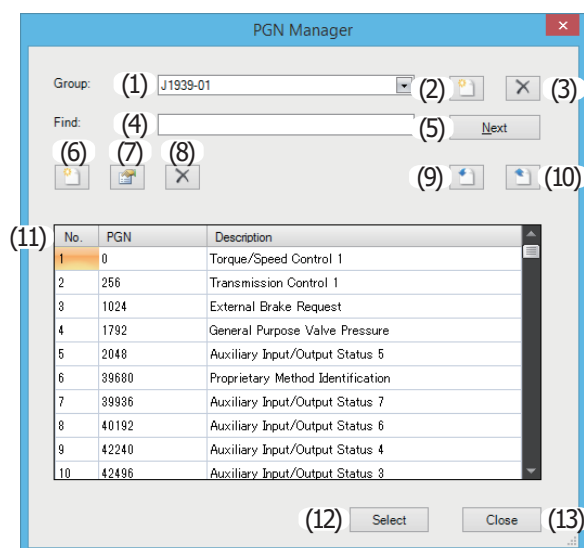 PGN Manager
×
Group: (1) J1939-01 (2) (3)
Find: (4) (5) Next
(6) (7) (8) (9) (10)
(11) No. PGN Description
1 0 Torque/Speed Control 1
2 256 Transmission Control 1
3 1024 External Brake Request
4 1792 General Purpose Valve Pressure
5 2048 Auxiliary Input/Output Status 5
6 39680 Proprietary Method Identification
7 39936 Auxiliary Input/Output Status 7
8 40192 Auxiliary Input/Output Status 6
9 42240 Auxiliary Input/Output Status 4
10 42496 Auxiliary Input/Output Status 3
(12) Select Close (13)